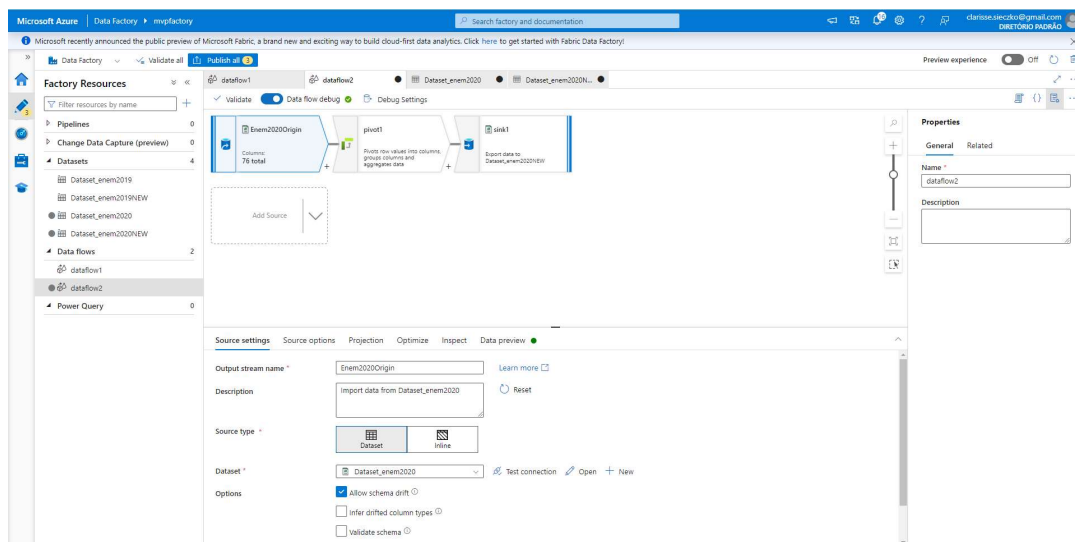 Microsoft Azure | Data Factory ▸ mvpfactory
Search factory and documentation
clarisse.sieczko@gmail.com
DIRETÓRIO PADRÃO
Microsoft recently announced the public preview of Microsoft Fabric, a brand new and exciting way to build cloud-first data analytics. Click here to get started with Fabric Data Factory!
Data Factory
Validate all
Publish all 3
Preview experience
Off
Factory Resources
Filter resources by name
Pipelines 0
Change Data Capture (preview) 0
Datasets 4
Dataset_enem2019
Dataset_enem2019NEW
Dataset_enem2020
Dataset_enem2020NEW
Data flows 2
dataflow1
dataflow2
Power Query 0
dataflow1
dataflow2
Dataset_enem2020
Dataset_enem2020N...
Validate
Data flow debug
Debug Settings
Enem2020Origin
Columns:
76 total
pivot1
Pivots row values into columns,
groups columns and
aggregates data
sink1
Export data to
Dataset_enem2020NEW
Add Source
Source settings
Source options
Projection
Optimize
Inspect
Data preview
Output stream name *
Enem2020Origin
Learn more
Description
Import data from Dataset_enem2020
Reset
Source type *
Dataset
Inline
Dataset *
Dataset_enem2020
Test connection
Open
New
Options
Allow schema drift
Infer drifted column types
Validate schema
Properties
General
Related
Name *
dataflow2
Description